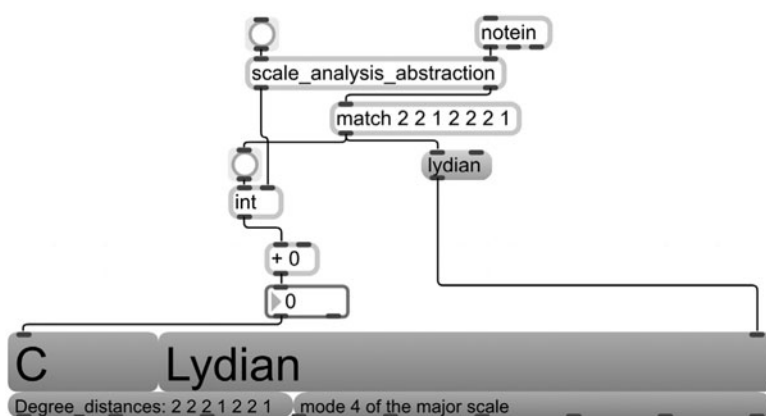 notein
scale_analysis_abstraction
match 2 2 1 2 2 2 1
lydian
int
+ 0
0
C Lydian
Degree_distances: 2 2 2 1 2 2 1 mode 4 of the major scale